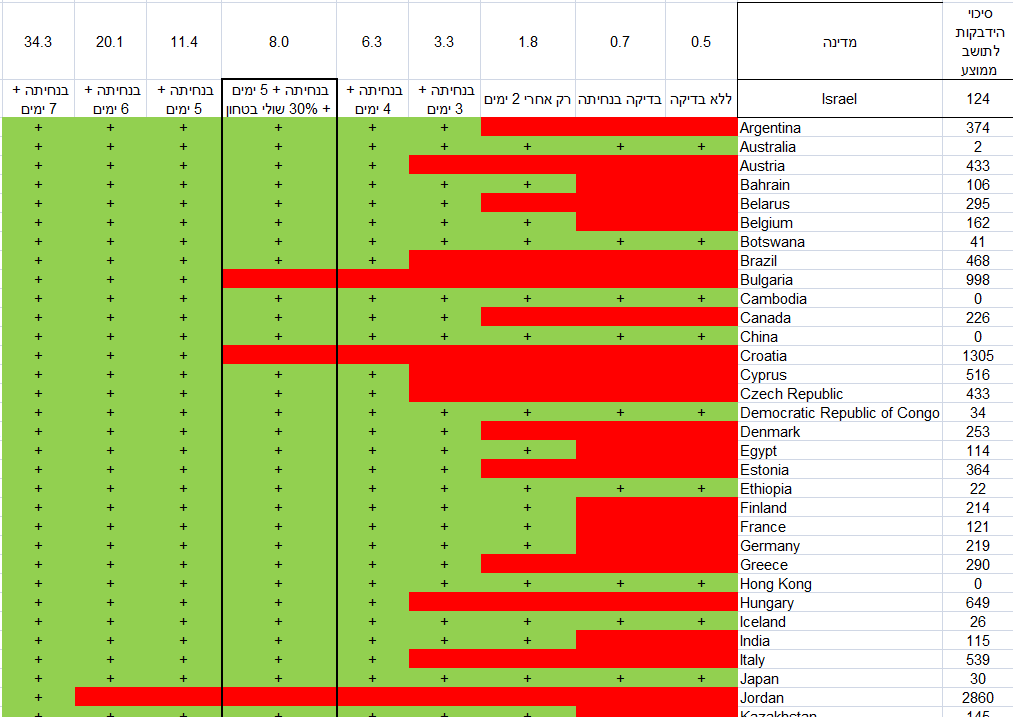 סיכוי
הידבקות
לתושב
ממוצע
מדינה
0.5
0.7
1.8
3.3
6.3
8.0
11.4
20.1
34.3
124
Israel
ללא בדיקה
בדיקה בנחיתה
רק אחרי 2 ימים
בנחיתה +
3 ימים
בנחיתה +
4 ימים
בנחיתה + 5 ימים
+ 30% שולי בטחון
בנחיתה +
5 ימים
בנחיתה +
6 ימים
בנחיתה +
7 ימים
374 Argentina + + + + + +
2 Australia + + + + + + + + +
433 Austria + + + + +
106 Bahrain + + + + + + +
295 Belarus + + + + + +
162 Belgium + + + + + + +
41 Botswana + + + + + + + + +
468 Brazil + + + + +
998 Bulgaria + + +
0 Cambodia + + + + + + + + +
226 Canada + + + + + +
0 China + + + + + + + + +
1305 Croatia + + +
516 Cyprus + + + + +
433 Czech Republic + + + + +
34 Democratic Republic of Congo + + + + + + + + +
253 Denmark + + + + + +
114 Egypt + + + + + + +
364 Estonia + + + + + +
22 Ethiopia + + + + + + + + +
214 Finland + + + + + + +
121 France + + + + + + +
219 Germany + + + + + + +
290 Greece + + + + + +
0 Hong Kong + + + + + + + + +
649 Hungary + + + + +
26 Iceland + + + + + + + + +
115 India + + + + + + +
539 Italy + + + + +
30 Japan + + + + + + + + +
2860 Jordan +
145 Kazakhstan + + + + + + +